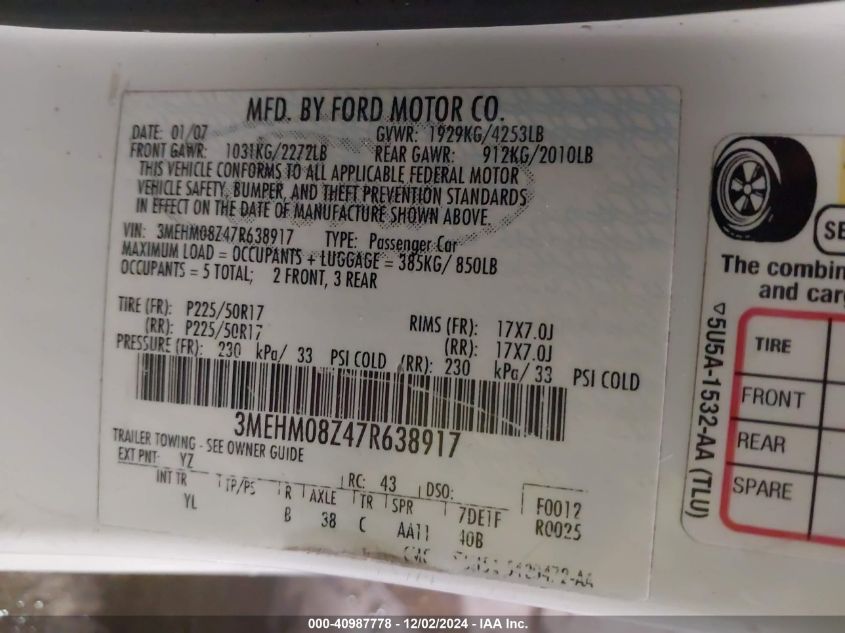 MFD. BY FORD MOTOR CO.
DATE: 01/07 GVWR: 1929KG/4253LB
FRONT GAWR: 1031KG/2272LB REAR GAWR: 912KG/2010LB
THIS VEHICLE CONFORMS TO ALL APPLICABLE FEDERAL MOTOR
VEHICLE SAFETY, BUMPER, AND THEFT PREVENTION STANDARDS
IN EFFECT ON THE DATE OF MANUFACTURE SHOWN ABOVE.
VIN: 3MEHM08Z47R638917 TYPE: Passenger Car
MAXIMUM LOAD = OCCUPANTS + LUGGAGE = 385KG/ 850LB
OCCUPANTS = 5 TOTAL; 2 FRONT, 3 REAR
TIRE (FR): P225/50R17 RIMS (FR): 17X7.0J
(RR): P225/50R17 (RR): 17X7.0J
PRESSURE (FR): 230 kPa/ 33 PSI COLD (RR): 230 kPa/ 33 PSI COLD
3MEHM08Z47R638917
TRAILER TOWING - SEE OWNER GUIDE
EXT PNT: YZ RC: 43 DSO: F0012
INT TR TP/PS R AXLE TR SPR 7DE1F R0025
YL B 38 C AA11 40B
SE
The combin
and carg
TIRE
FRONT
REAR
SPARE
5U5A-1532-AA (TLU)
000-40987778 - 12/02/2024 - IAA Inc.